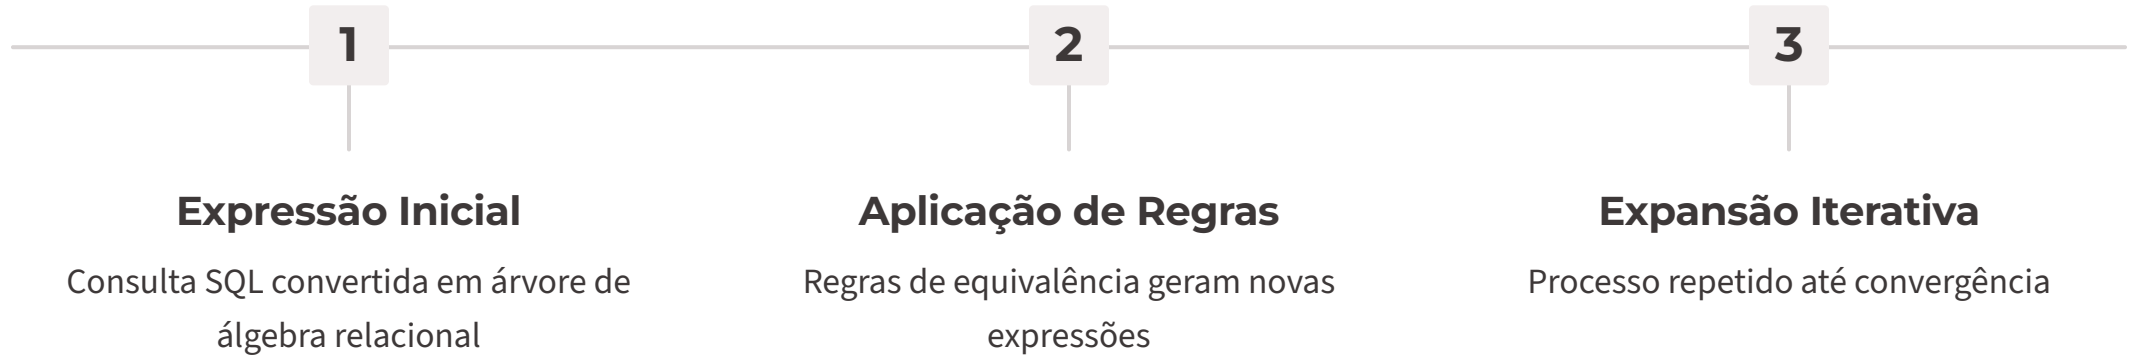 1
Expressão Inicial
Consulta SQL convertida em árvore de
álgebra relacional
2
Aplicação de Regras
Regras de equivalência geram novas
expressões
3
Expansão Iterativa
Processo repetido até convergência